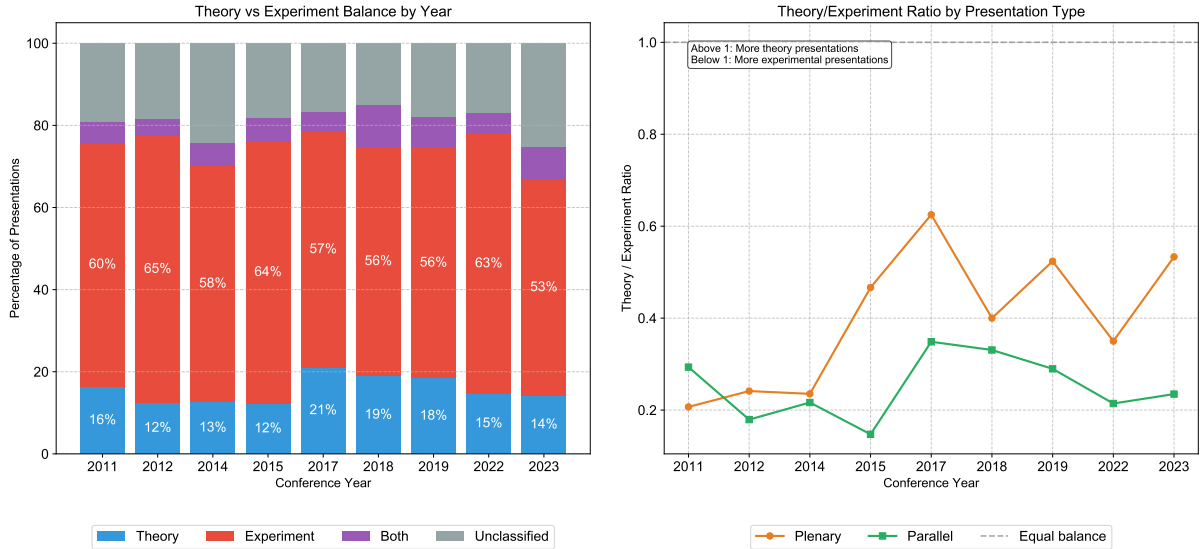 Theory vs Experiment Balance by Year
Percentage of Presentations
100
80
60
40
20
0
60%
65%
58%
64%
57%
56%
56%
63%
53%
16%
12%
13%
12%
21%
19%
18%
15%
14%
2011 2012 2014 2015 2017 2018 2019 2022 2023
Conference Year
Theory Experiment Both Unclassified
Theory/Experiment Ratio by Presentation Type
Theory / Experiment Ratio
1.0
0.8
0.6
0.4
0.2
Above 1: More theory presentations
Below 1: More experimental presentations
2011 2012 2014 2015 2017 2018 2019 2022 2023
Conference Year
Plenary Parallel Equal balance